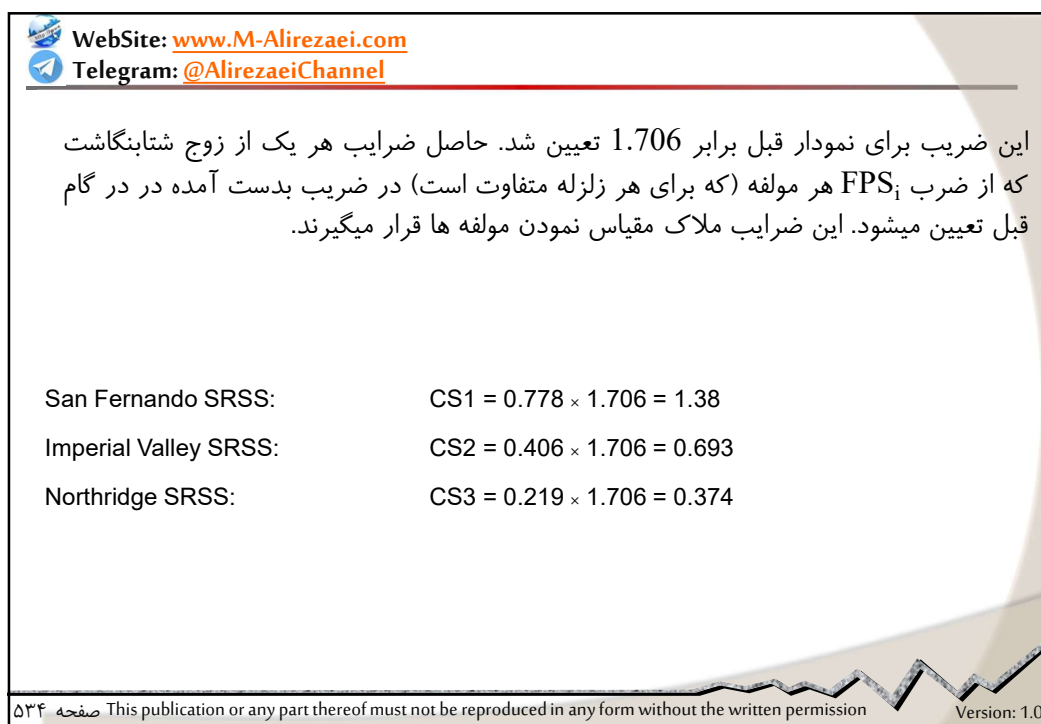 WebSite: www.M-Alirezaei.com
Telegram: @AlirezaeiChannel
این ضریب برای نمودار قبل برابر 1.706 تعیین شد. حاصل ضرایب هر یک از زوج شتابنگاشت
که از ضرب FPSi هر مولفه (که برای هر زلزله متفاوت است) در ضریب بدست آمده در در گام
قبل تعیین میشود. این ضرایب ملاک مقیاس نمودن مولفه ها قرار میگیرند.
San Fernando SRSS: CS1 = 0.778 × 1.706 = 1.38
Imperial Valley SRSS: CS2 = 0.406 × 1.706 = 0.693
Northridge SRSS: CS3 = 0.219 × 1.706 = 0.374
صفحه ۵۳۴ This publication or any part thereof must not be reproduced in any form without the written permission Version: 1.0